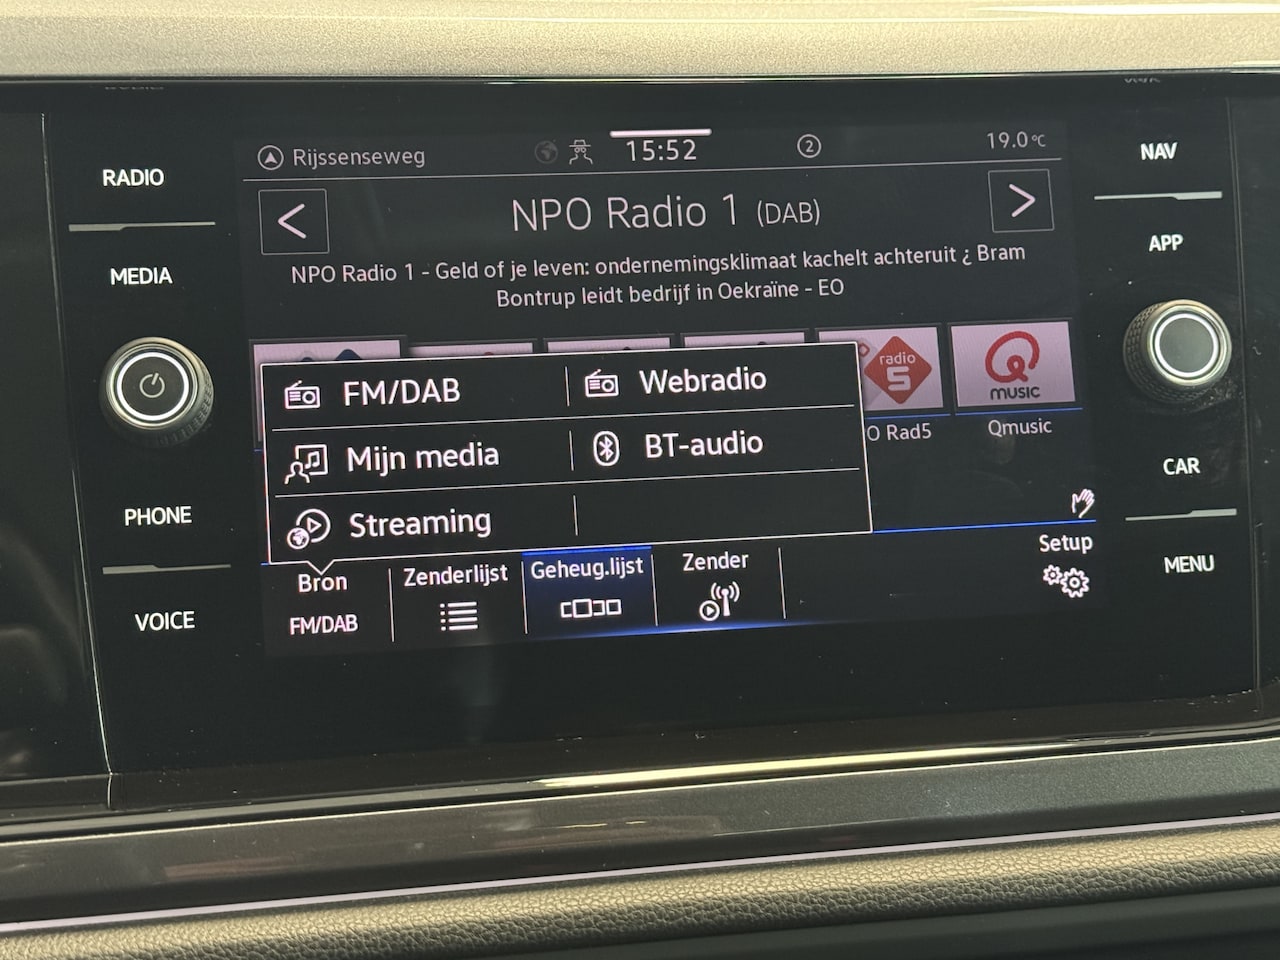 RADIO
MEDIA
PHONE
VOICE
Rijssenseweg
15:52
2
19.0°C
NPO Radio 1 (DAB)
NPO Radio 1 - Geld of je leven: ondernemingsklimaat kachelt achteruit ¿ Bram
Bontrup leidt bedrijf in Oekraïne - EO
FM/DAB
Webradio
Mijn media
BT-audio
Streaming
radio
5
O Rad5
Q
MUSIC
Qmusic
Bron
FM/DAB
Zenderlijst
Geheug.lijst
Zender
Setup
NAV
APP
CAR
MENU